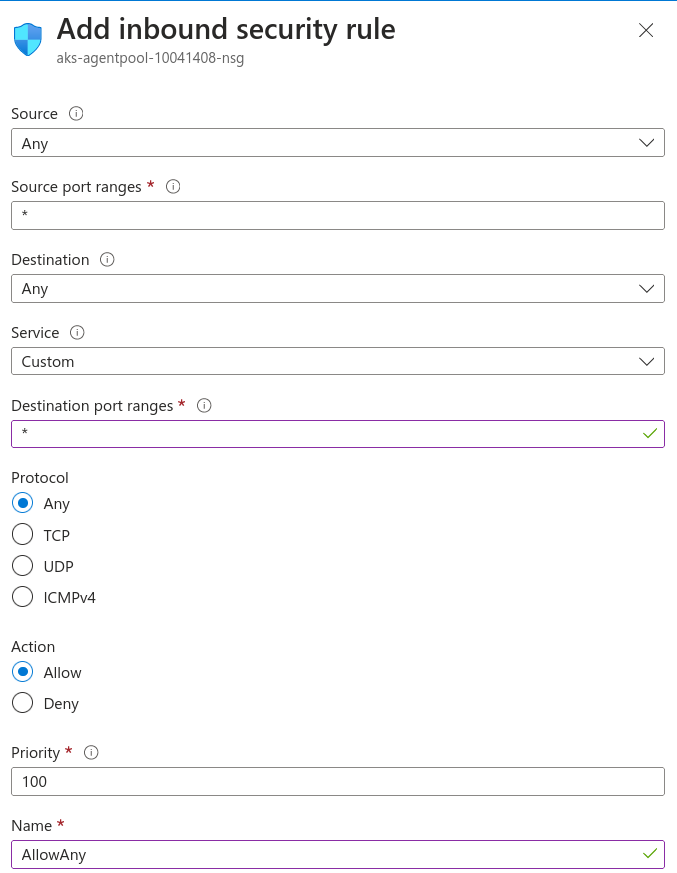 Add inbound security rule
aks-agentpool-10041408-nsg
Source
Any
Source port ranges *
*
Destination
Any
Service
Custom
Destination port ranges *
*
Protocol
Any
TCP
UDP
ICMPv4
Action
Allow
Deny
Priority *
100
Name *
AllowAny